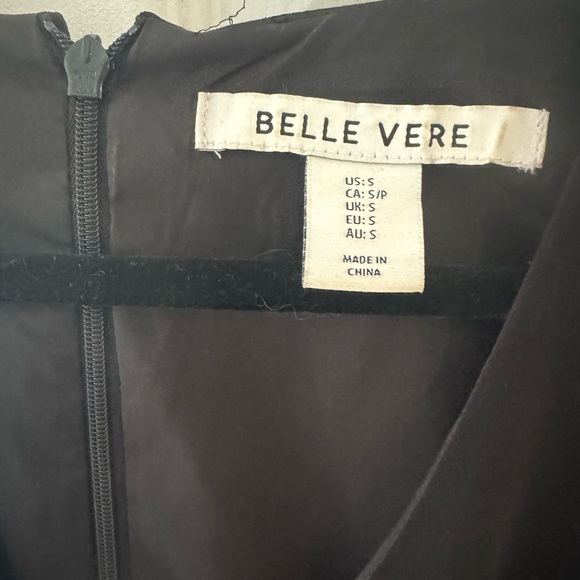 BELLE VERE
US: S
CA: S/P
UK: S
EU: S
AU: S
MADE IN
CHINA